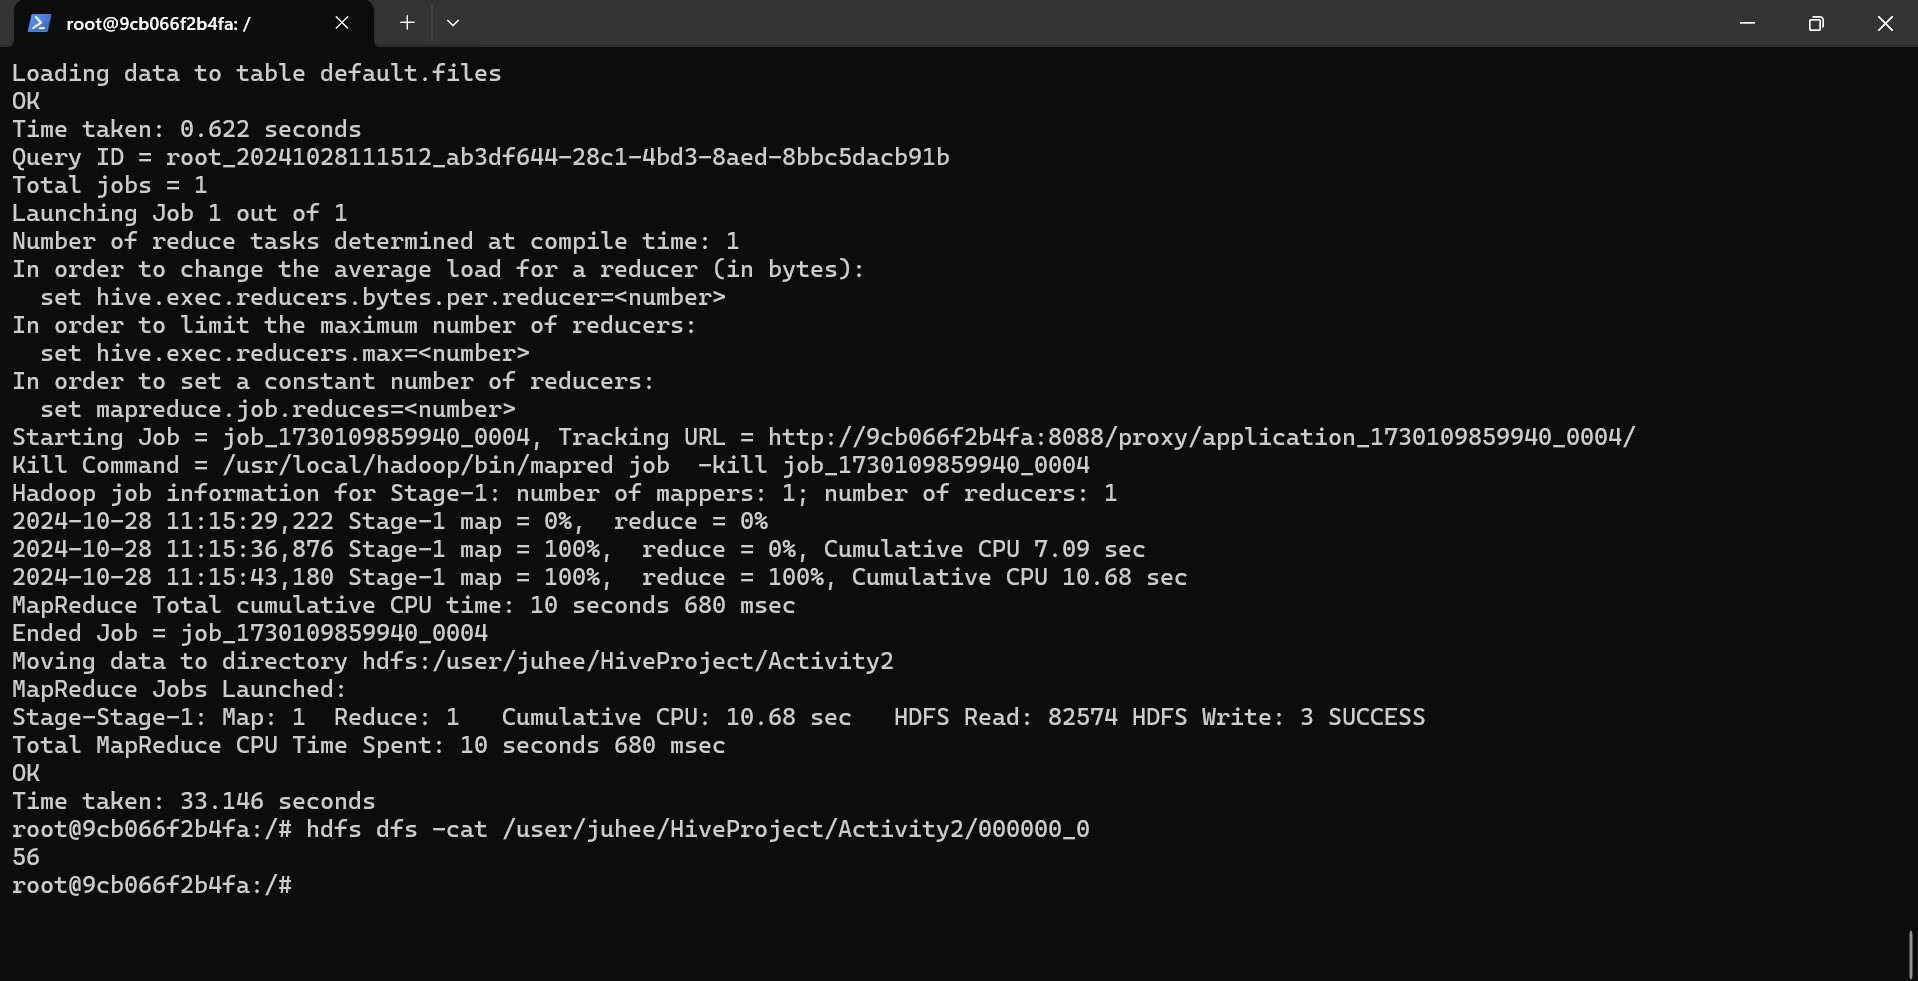 root@9cb066f2b4fa: /
Loading data to table default.files
OK
Time taken: 0.622 seconds
Query ID = root_20241028111512_ab3df644-28c1-4bd3-8aed-8bbc5dacb91b
Total jobs = 1
Launching Job 1 out of 1
Number of reduce tasks determined at compile time: 1
In order to change the average load for a reducer (in bytes):
  set hive.exec.reducers.bytes.per.reducer=<number>
In order to limit the maximum number of reducers:
  set hive.exec.reducers.max=<number>
In order to set a constant number of reducers:
  set mapreduce.job.reduces=<number>
Starting Job = job_1730109859940_0004, Tracking URL = http://9cb066f2b4fa:8088/proxy/application_1730109859940_0004/
Kill Command = /usr/local/hadoop/bin/mapred job  -kill job_1730109859940_0004
Hadoop job information for Stage-1: number of mappers: 1; number of reducers: 1
2024-10-28 11:15:29,222 Stage-1 map = 0%,  reduce = 0%
2024-10-28 11:15:36,876 Stage-1 map = 100%,  reduce = 0%, Cumulative CPU 7.09 sec
2024-10-28 11:15:43,180 Stage-1 map = 100%,  reduce = 100%, Cumulative CPU 10.68 sec
MapReduce Total cumulative CPU time: 10 seconds 680 msec
Ended Job = job_1730109859940_0004
Moving data to directory hdfs:/user/juhee/HiveProject/Activity2
MapReduce Jobs Launched:
Stage-Stage-1: Map: 1  Reduce: 1   Cumulative CPU: 10.68 sec   HDFS Read: 82574 HDFS Write: 3 SUCCESS
Total MapReduce CPU Time Spent: 10 seconds 680 msec
OK
Time taken: 33.146 seconds
root@9cb066f2b4fa:/# hdfs dfs -cat /user/juhee/HiveProject/Activity2/000000_0
56
root@9cb066f2b4fa:/#